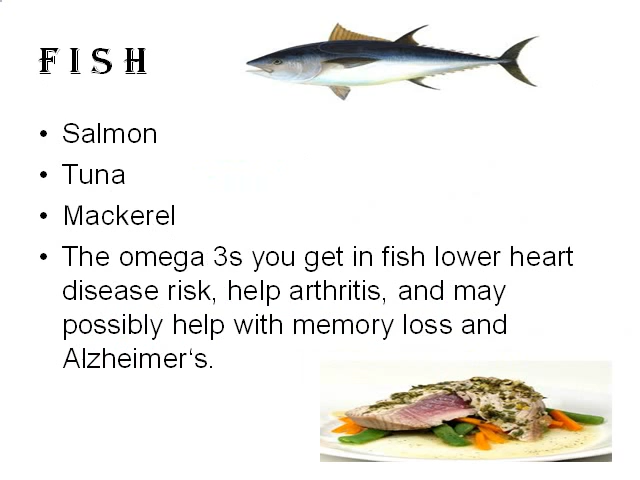 FISH
• Salmon
• Tuna
• Mackerel
• The omega 3s you get in fish lower heart
disease risk, help arthritis, and may
possibly help with memory loss and
Alzheimer‘s.